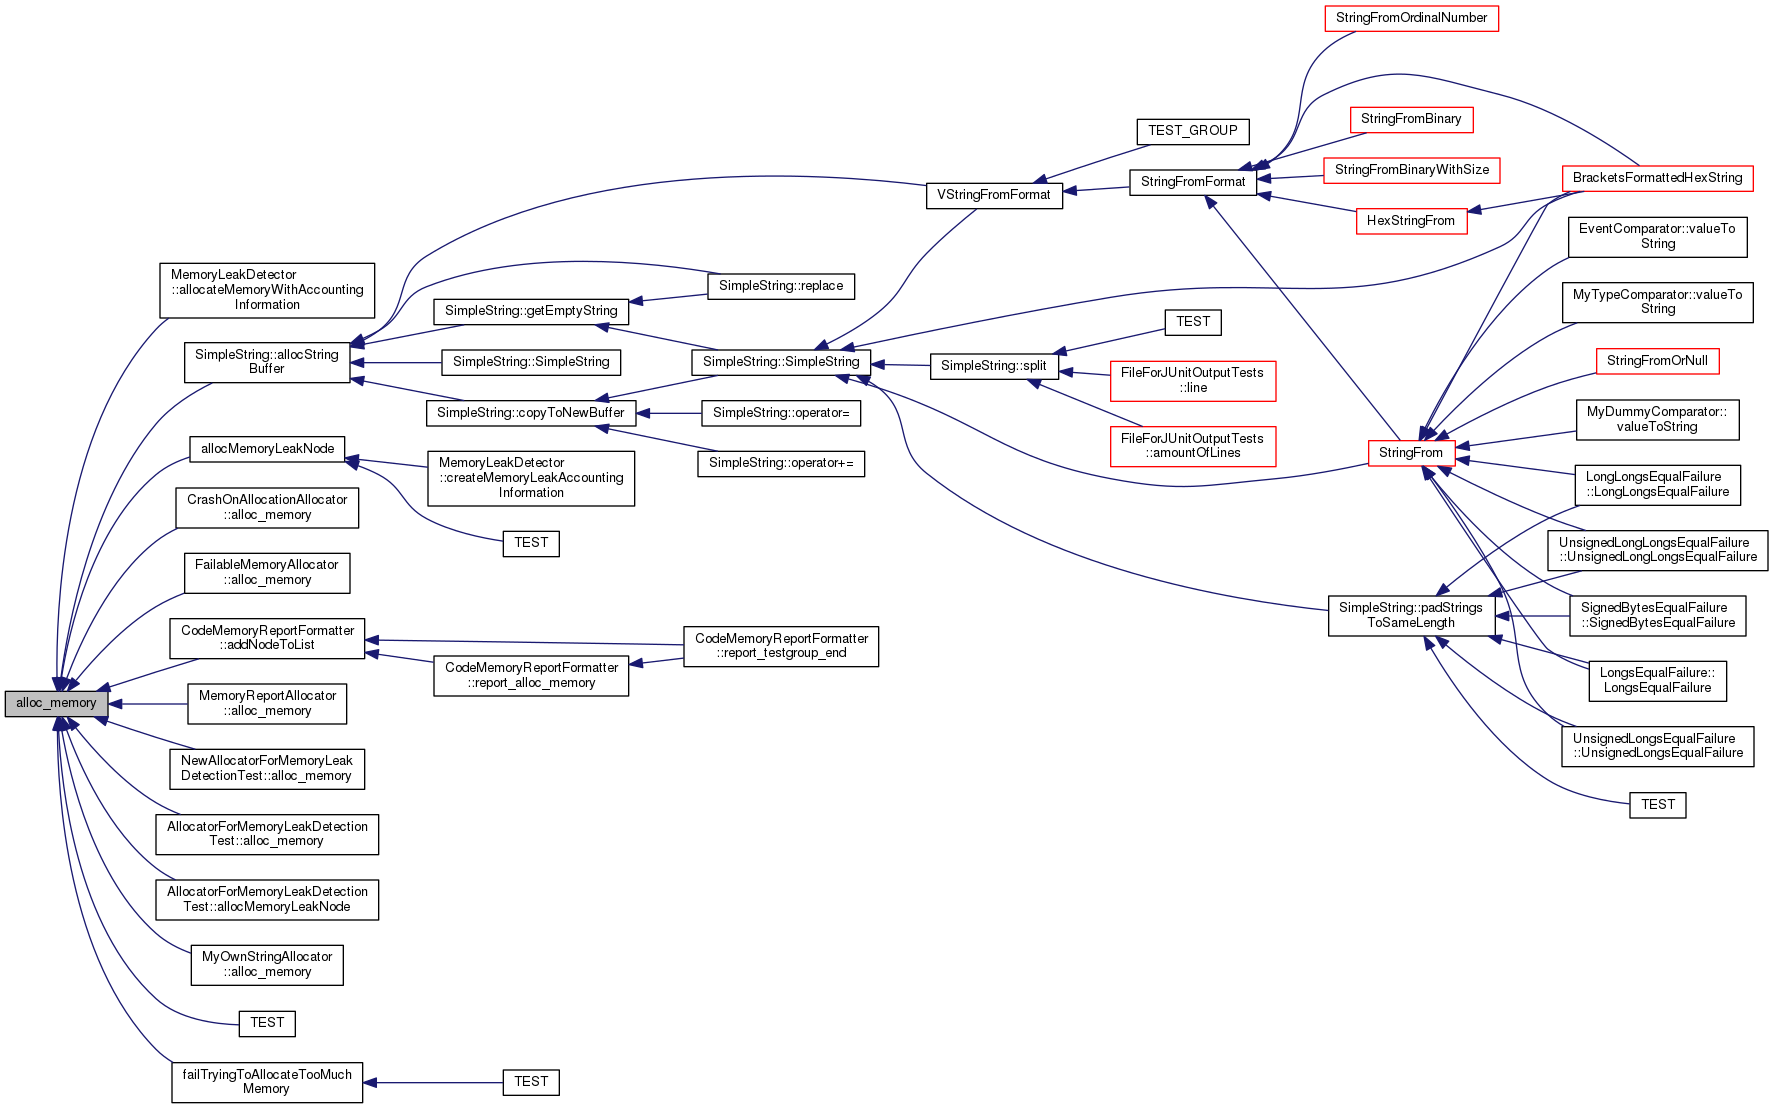 StringFromOrdinalNumber
StringFromBinary
TEST_GROUP
StringFromBinaryWithSize
StringFromFormat
BracketsFormattedHexString
VStringFromFormat
HexStringFrom
EventComparator::valueTo
String
MemoryLeakDetector
::allocateMemoryWithAccounting
Information
SimpleString::replace
MyTypeComparator::valueTo
String
SimpleString::getEmptyString
TEST
SimpleString::allocString
Buffer
SimpleString::SimpleString
SimpleString::SimpleString
SimpleString::split
StringFromOrNull
FileForJUnitOutputTests
::line
SimpleString::copyToNewBuffer
SimpleString::operator=
MyDummyComparator::
valueToString
allocMemoryLeakNode
FileForJUnitOutputTests
::amountOfLines
StringFrom
SimpleString::operator+=
MemoryLeakDetector
::createMemoryLeakAccounting
Information
LongLongsEqualFailure
::LongLongsEqualFailure
CrashOnAllocationAllocator
::alloc_memory
TEST
UnsignedLongLongsEqualFailure
::UnsignedLongLongsEqualFailure
FailableMemoryAllocator
::alloc_memory
SimpleString::padStrings
ToSameLength
SignedBytesEqualFailure
::SignedBytesEqualFailure
CodeMemoryReportFormatter
::addNodeToList
CodeMemoryReportFormatter
::report_testgroup_end
CodeMemoryReportFormatter
::report_alloc_memory
LongsEqualFailure::
LongsEqualFailure
alloc_memory
MemoryReportAllocator
::alloc_memory
UnsignedLongsEqualFailure
::UnsignedLongsEqualFailure
NewAllocatorForMemoryLeak
DetectionTest::alloc_memory
TEST
AllocatorForMemoryLeakDetection
Test::alloc_memory
AllocatorForMemoryLeakDetection
Test::allocMemoryLeakNode
MyOwnStringAllocator
::alloc_memory
TEST
failTryingToAllocateTooMuch
Memory
TEST